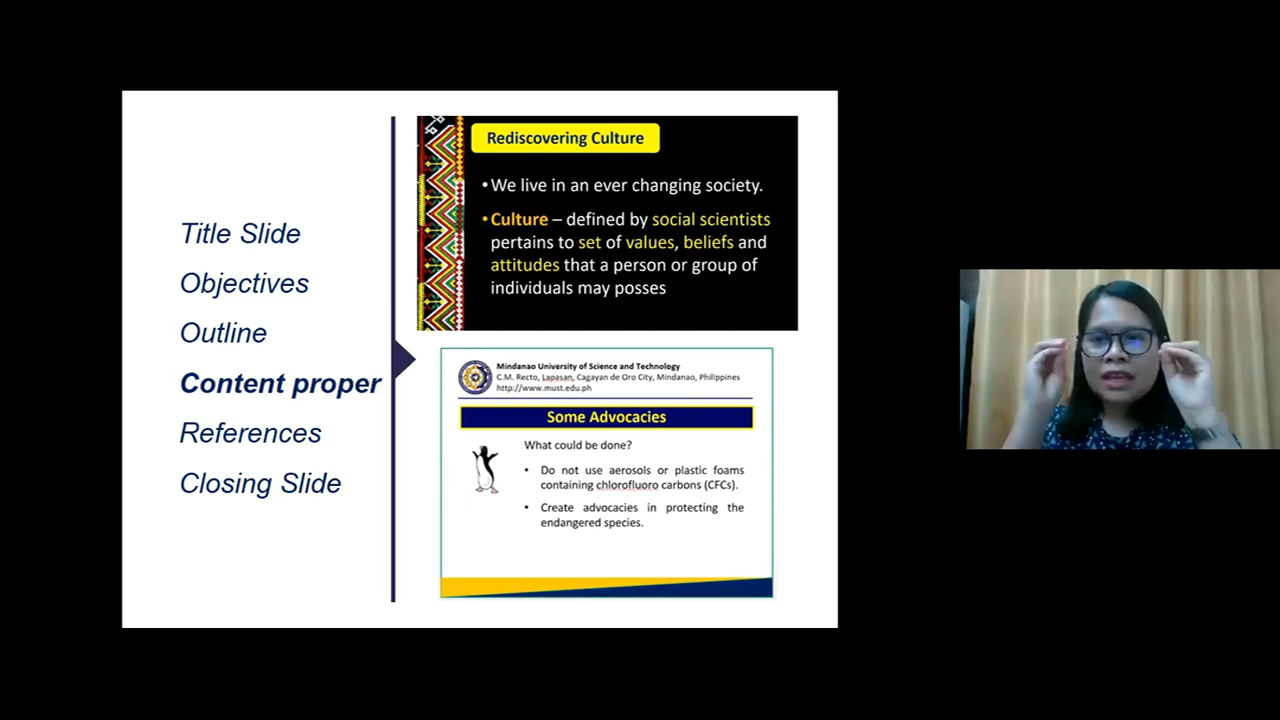 Title Slide
Objectives
Outline
Content proper
References
Closing Slide
Rediscovering Culture
•We live in an ever changing society.
•Culture – defined by social scientists
pertains to set of values, beliefs and
attitudes that a person or group of
individuals may posses
Mindanao University of Science and Technology
C.M. Recto, Lapasan, Cagayan de Oro City, Mindanao, Philippines
http://www.must.edu.ph
Some Advocacies
What could be done?
• Do not use aerosols or plastic foams
containing chlorofluoro carbons (CFCs).
• Create advocacies in protecting the
endangered species.